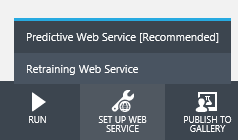 Predictive Web Service [Recommended]
Retraining Web Service
RUN
SET UP WEB
SERVICE
PUBLISH TO
GALLERY